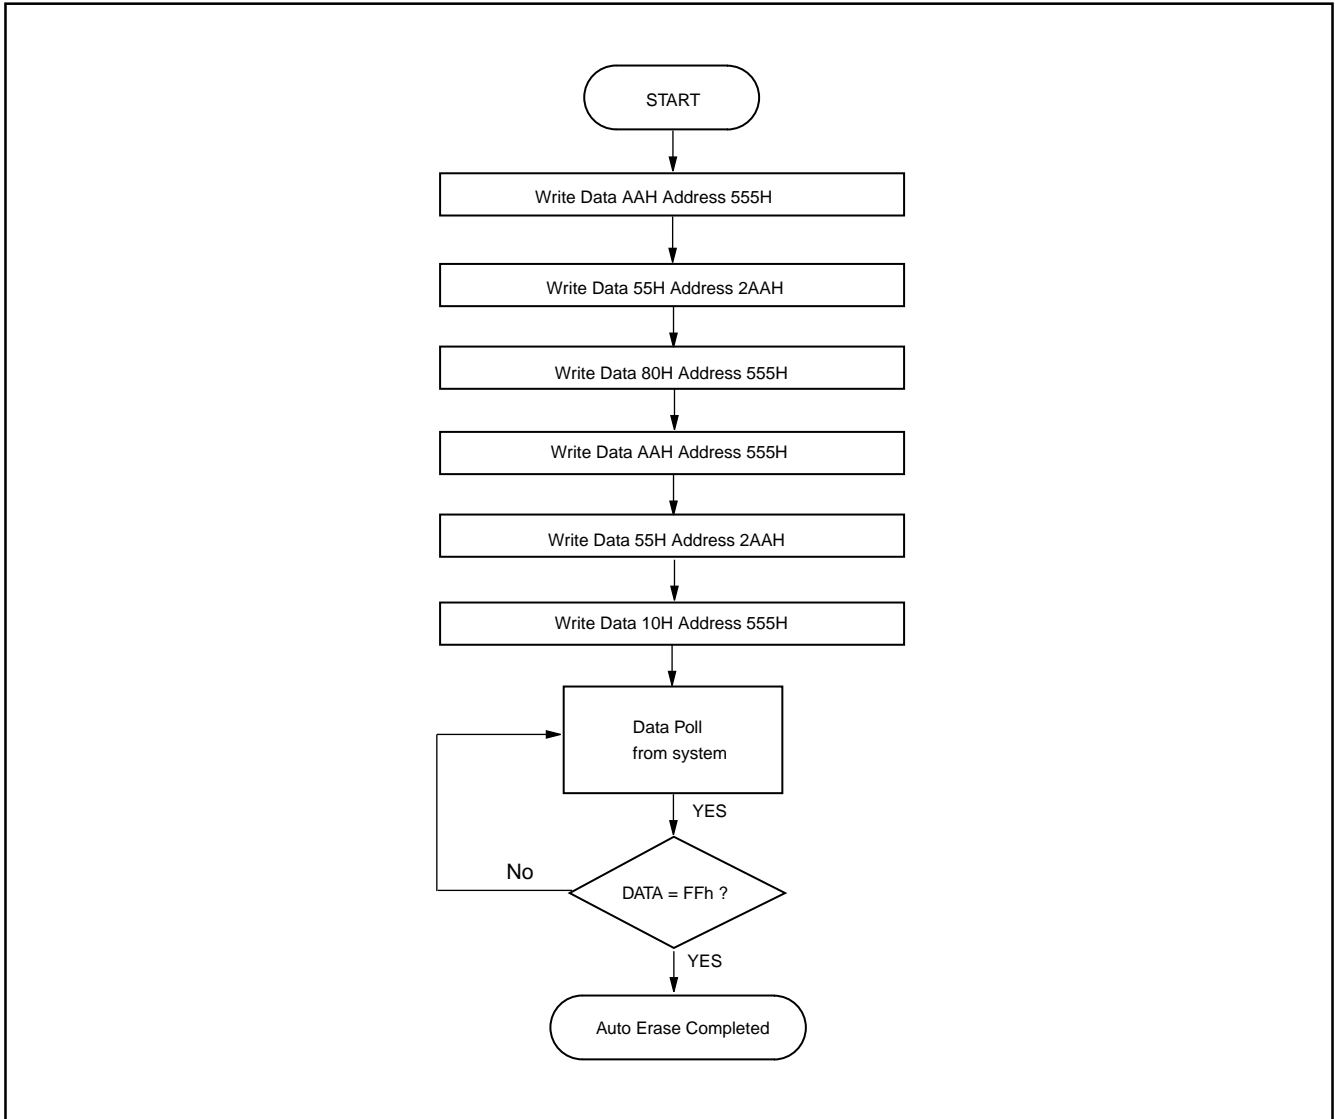 START
Write Data AAH Address 555H
Write Data 55H Address 2AAH
Write Data 80H Address 555H
Write Data AAH Address 555H
Write Data 55H Address 2AAH
Write Data 10H Address 555H
Data Poll
from system
YES
No
DATA = FFh ?
YES
Auto Erase Completed